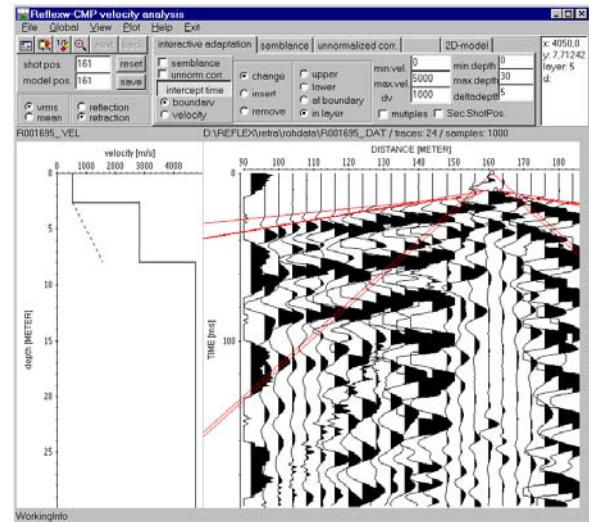 Reflexw-CMP velocity analysis
File Global View Plot Help Exit
interactive adaptation semblance unnormalized corr. 2D-model
shot pos. 161 reset
model pos. 161 save
vrms reflection
mean refraction
semblance
unnorm.corr.
intercept time
boundary
velocity
change
insert
remove
upper
lower
at boundary
in layer
min.vel. 0 min.depth 0
max.vel. 5000 max.depth 30
dv 1000 deltadepth 5
mutiples Sec.ShotPos.
x: 4050,0
y: 7,71242
layer: 5
d:
R001695_VEL D:\REFLEX\retra\rohdata\R001695_DAT / traces: 24 / samples: 1000
velocity [m/s]
0 1000 2000 3000 4000
depth [METER]
0
5
10
15
20
25
DISTANCE [METER]
90 100 110 120 130 140 150 160 170 180
TIME [ms]
0
100
WorkingInfo